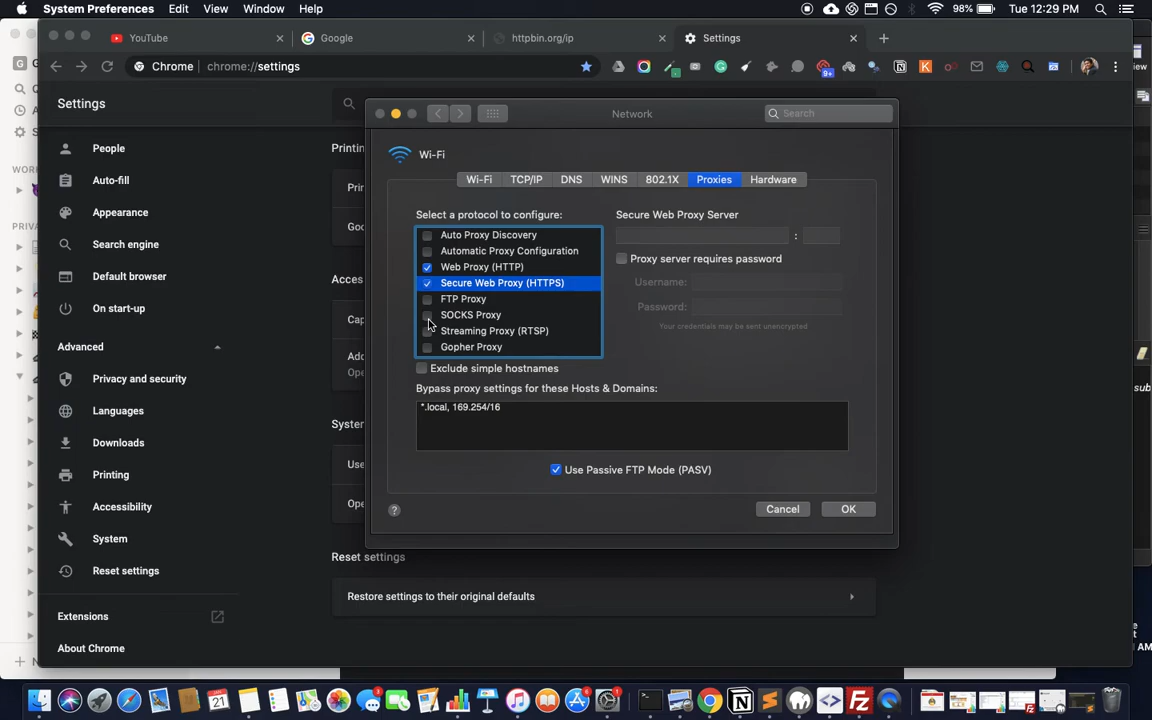 System Preferences Edit View Window Help 98% Tue 12:29 PM
YouTube Google httpbin.org/ip Settings
Chrome chrome://settings 9+
Settings
Network Search
People
Auto-fill
Appearance
Search engine
Default browser
On start-up
Advanced
Privacy and security
Languages
Downloads
Printing
Accessibility
System
Reset settings
Extensions
About Chrome
Wi-Fi
Wi-Fi TCP/IP DNS WINS 802.1X Proxies Hardware
Select a protocol to configure:
Auto Proxy Discovery
Automatic Proxy Configuration
Web Proxy (HTTP)
Secure Web Proxy (HTTPS)
FTP Proxy
SOCKS Proxy
Streaming Proxy (RTSP)
Gopher Proxy
Secure Web Proxy Server
:
Proxy server requires password
Username:
Password:
Your credentials may be sent unencrypted
Exclude simple hostnames
Bypass proxy settings for these Hosts & Domains:
*.local, 169.254/16
Use Passive FTP Mode (PASV)
? Cancel OK
Reset settings
Restore settings to their original defaults